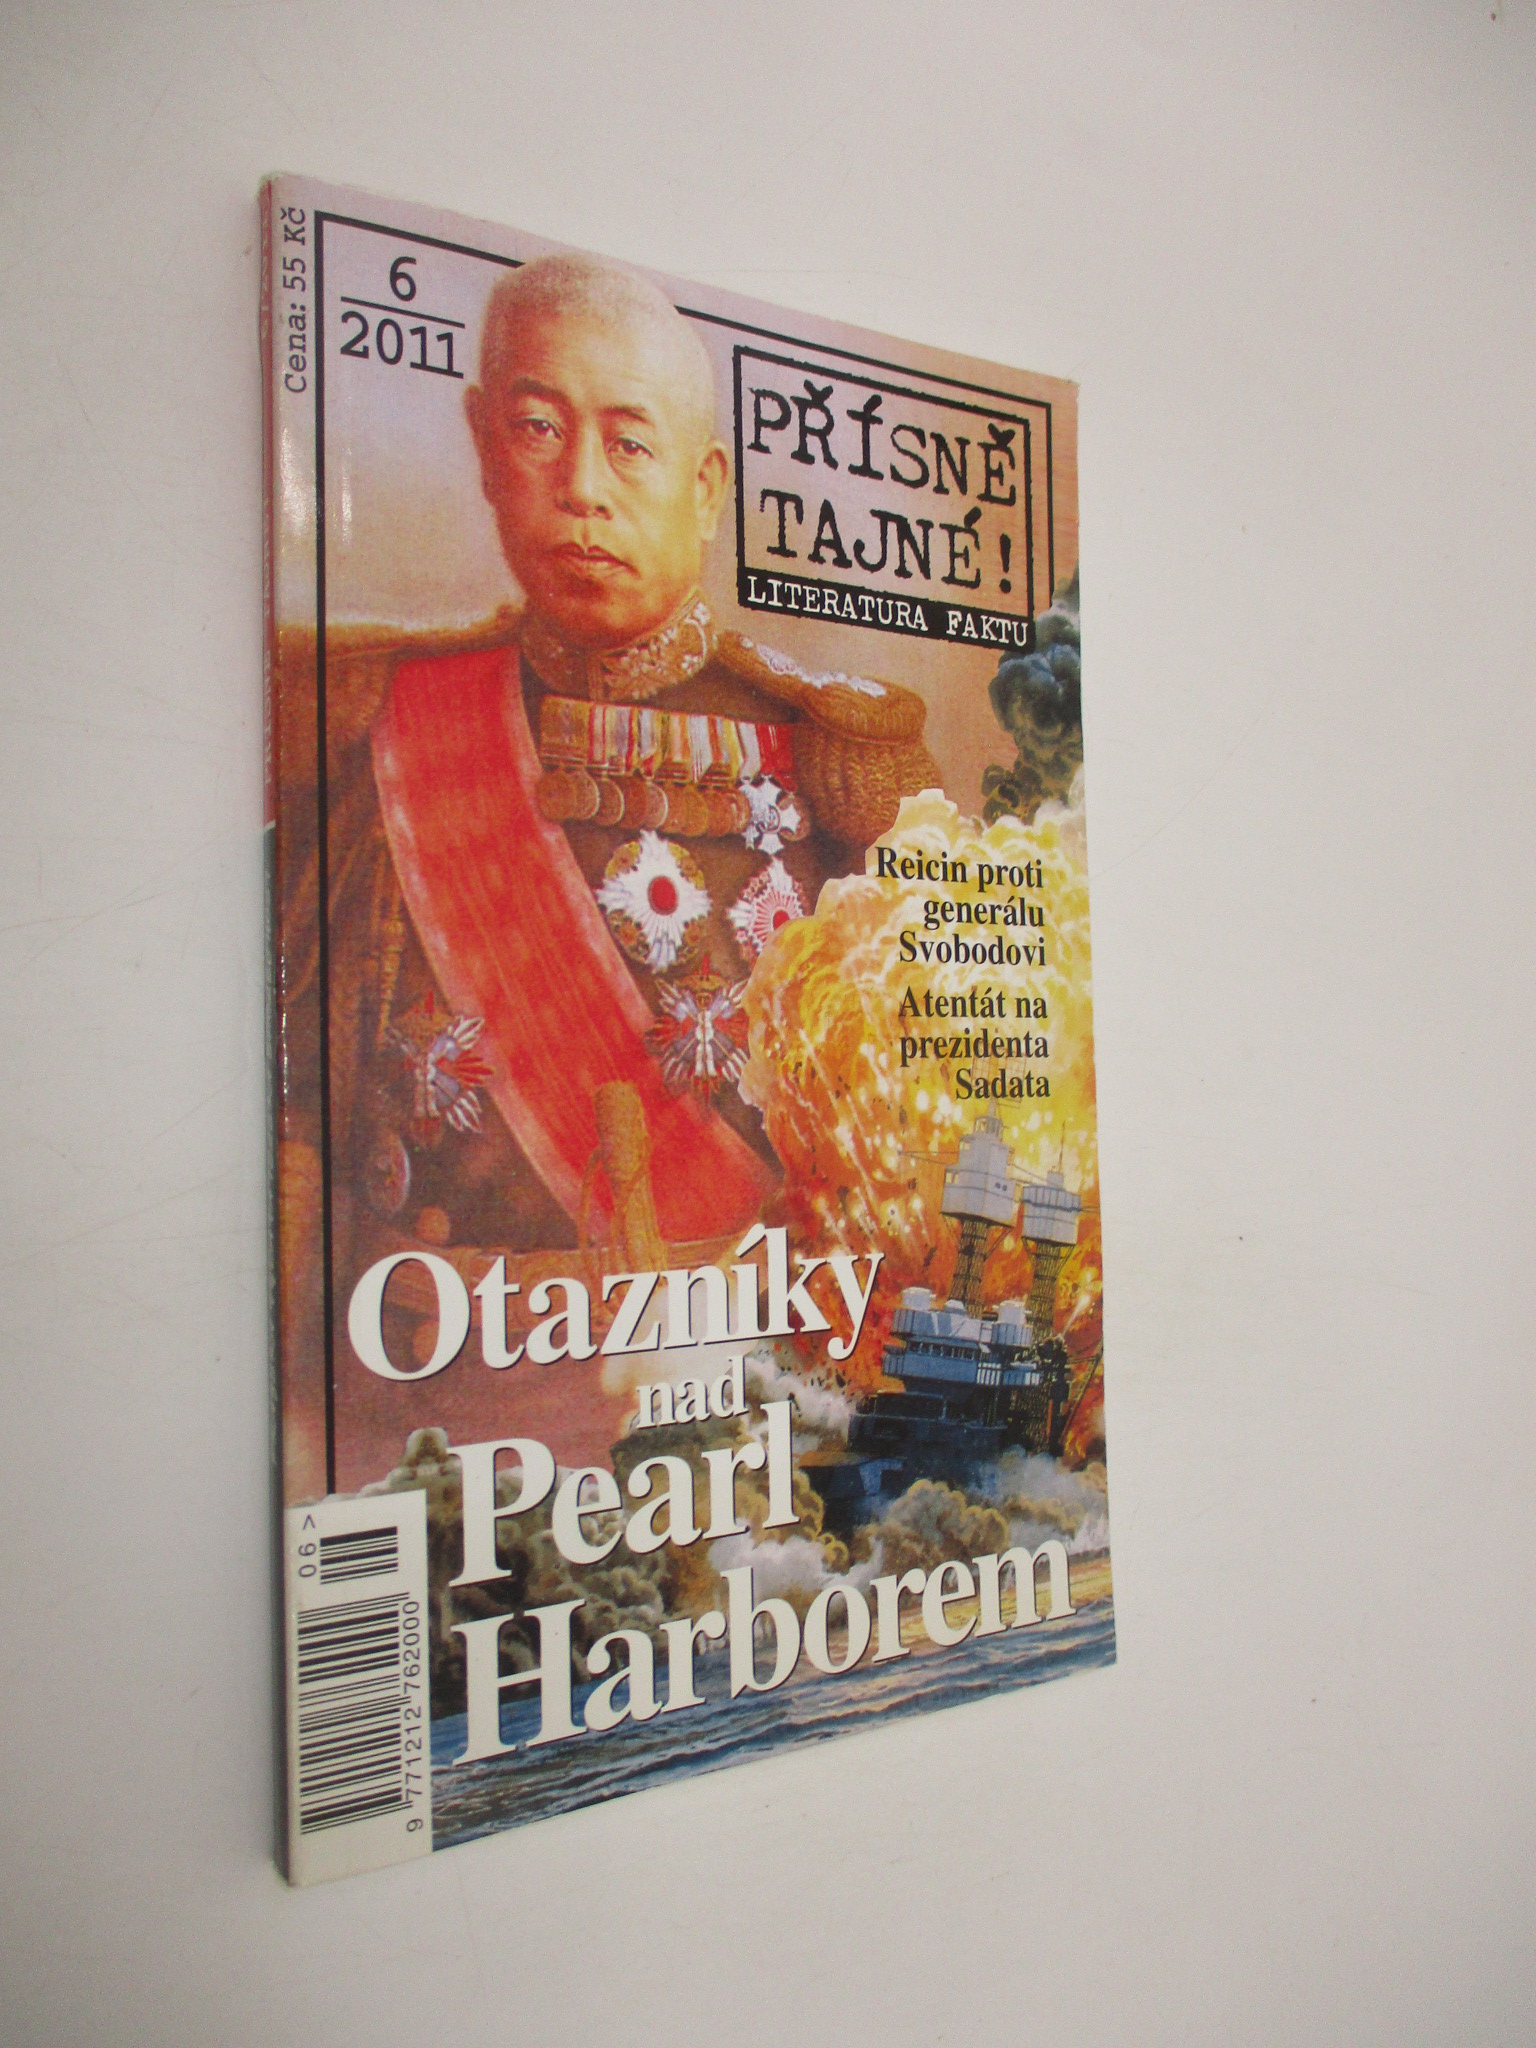 Cena: 55 Kč
6
2011
PŘÍSNĚ
TAJNÉ!
LITERATURA FAKTU
Reicin proti
generálu
Svobodovi
Atentát na
prezidenta
Sadata
Otazníky
nad
Pearl
Harborem
06 >
9 771212 762000